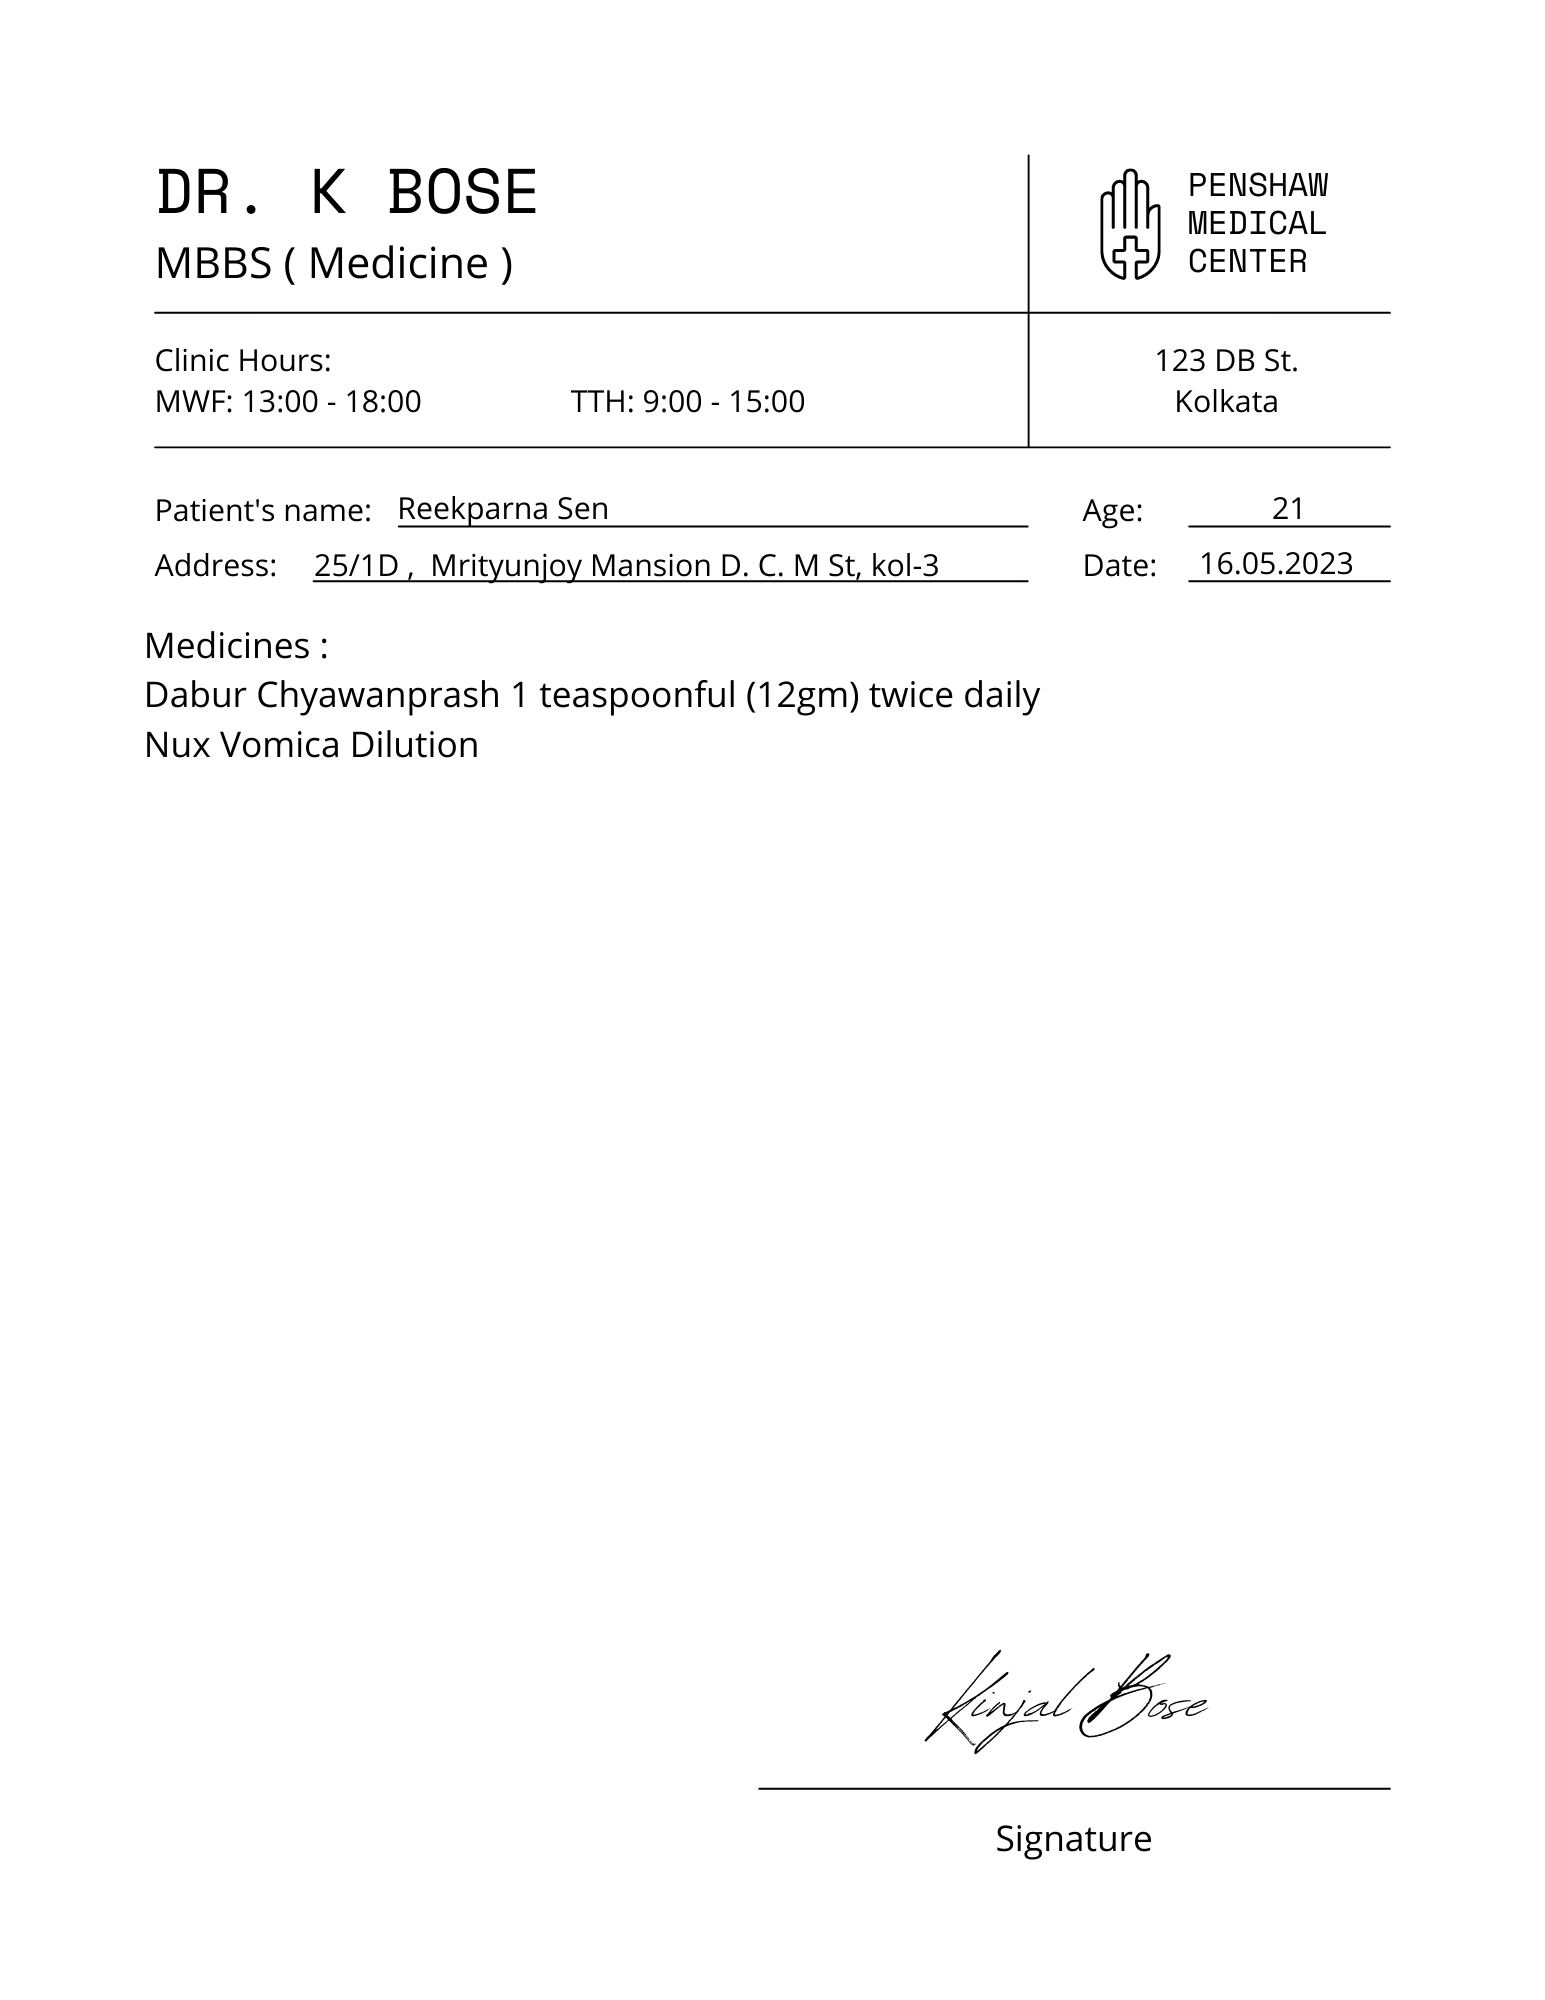 DR. K BOSE
MBBS ( Medicine )
PENSHAW
MEDICAL
CENTER
Clinic Hours:
MWF: 13:00 - 18:00 TTH: 9:00 - 15:00
123 DB St.
Kolkata
Patient's name: Reekparna Sen Age: 21
Address: 25/1D , Mrityunjoy Mansion D. C. M St, kol-3 Date: 16.05.2023
Medicines :
Dabur Chyawanprash 1 teaspoonful (12gm) twice daily
Nux Vomica Dilution
Kinjal Bose
Signature